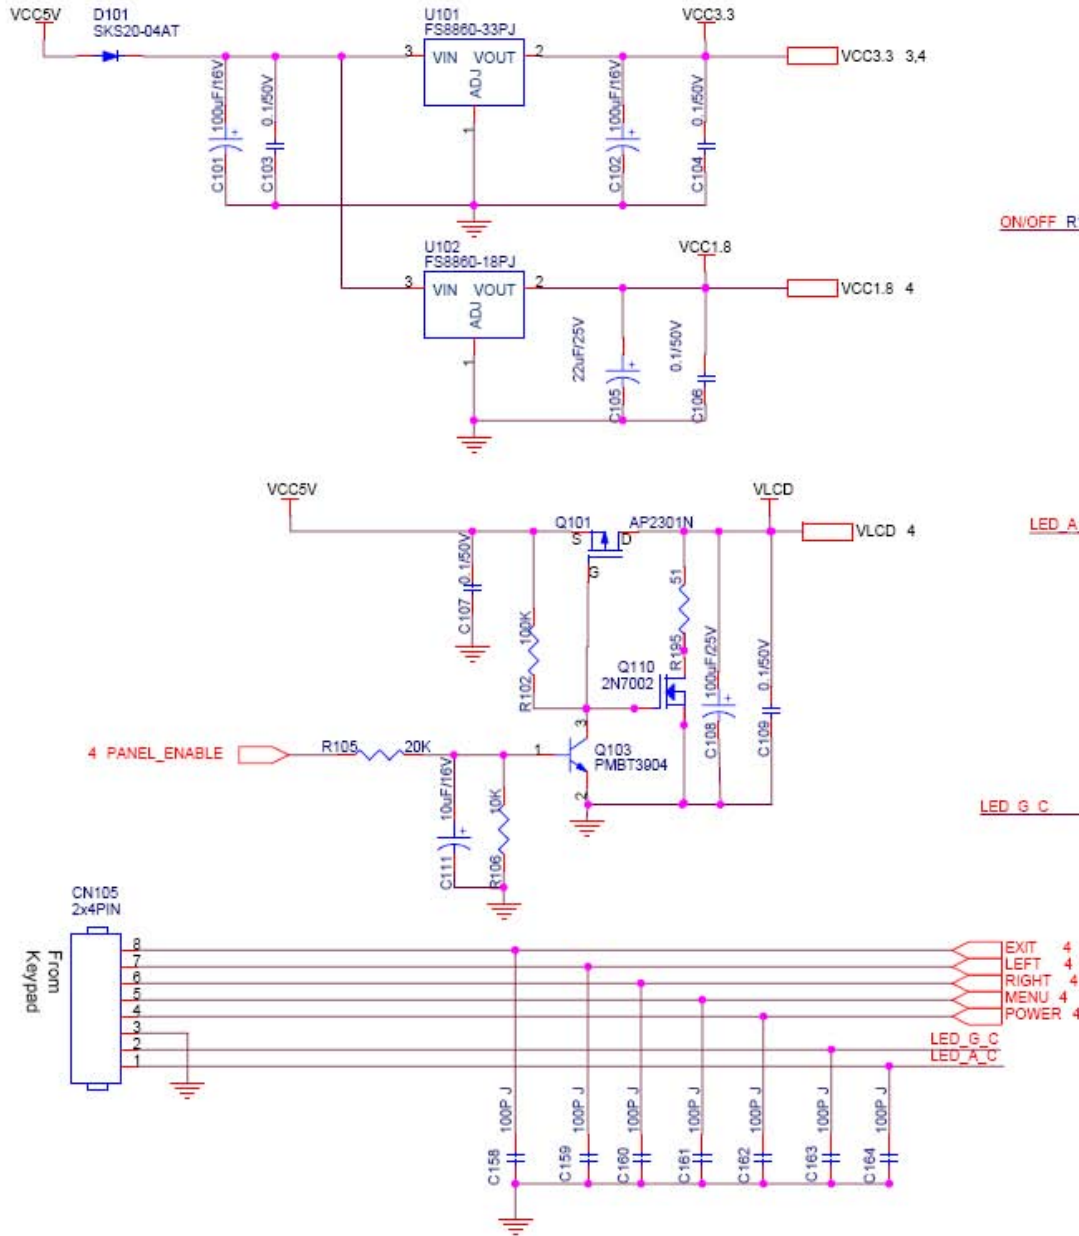 VCC5V
D101
SKS20-04AT
U101
FS8860-33PJ
VCC3.3
3 VIN VOUT 2
ADJ
1
VCC3.3 3,4
100uF/16V
C101
0.1/50V
C103
100uF/16V
C102
0.1/50V
C104
ON/OFF R
U102
FS8860-18PJ
VCC1.8
3 VIN VOUT 2
ADJ
1
VCC1.8 4
22uF/25V
C105
0.1/50V
C106
VCC5V
VLCD
Q101 AP2301N
S D
G
VLCD 4
LED_A
C107 0.1/50V
R102 100K
R195 51
Q110
2N7002
C108 100uF/25V
C109 0.1/50V
4 PANEL_ENABLE
R105 20K
1
3
2
Q103
PMBT3904
C111 10uF/16V
R106 10K
LED_G_C
CN105
2x4PIN
From
Keypad
8
7
6
5
4
3
2
1
EXIT 4
LEFT 4
RIGHT 4
MENU 4
POWER 4
LED_G_C
LED_A_C
C158 100P J
C159 100P J
C160 100P J
C161 100P J
C162 100P J
C163 100P J
C164 100P J